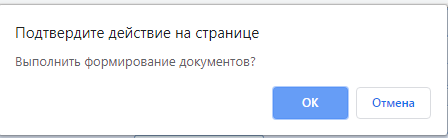 Подтвердите действие на странице
Выполнить формирование документов?
ОК
Отмена